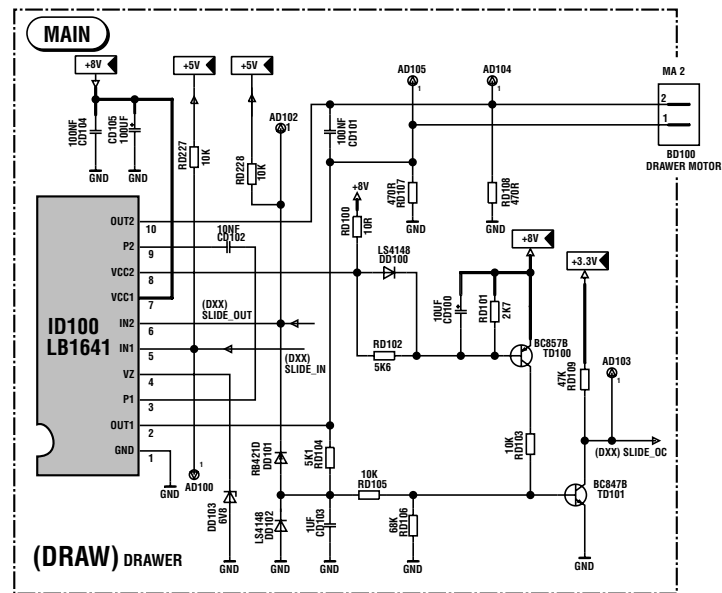 MAIN
+8V
+5V
+5V
AD105
1
AD104
1
MA 2
2
1
BD100
DRAWER MOTOR
100NF
CD104
CD105
100UF
GND
GND
RD227
10K
RD228
10K
AD102
1
100NF
CD101
470R
RD107
GND
RD108
470R
GND
+8V
RD100
10R
OUT2
10
P2
9
VCC2
8
VCC1
7
IN2
6
IN1
5
VZ
4
P1
3
OUT1
2
GND
1
ID100
LB1641
10NF
CD102
LS4148
DD100
+8V
+3.3V
(DXX)
SLIDE_OUT
(DXX)
SLIDE_IN
RD102
5K6
10UF
CD100
RD101
2K7
BC857B
TD100
47K
RD109
AD103
1
10K
RD103
(DXX) SLIDE_OC
GND
AD100
1
RB421D
DD101
5K1
RD104
10K
RD105
BC847B
TD101
DD103
6V8
GND
LS4148
DD102
GND
1UF
CD103
GND
68K
RD106
GND
GND
(DRAW) DRAWER